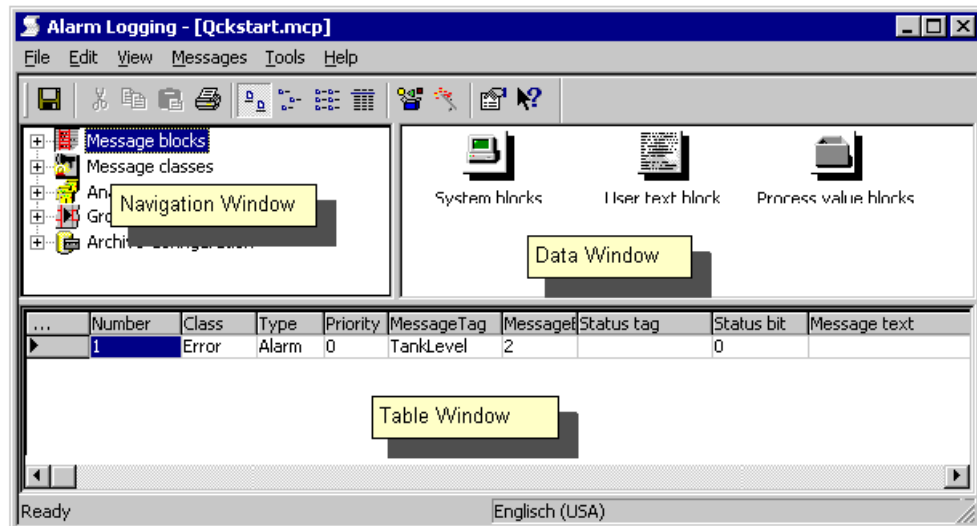 Alarm Logging - [Qckstart.mcp]
File Edit View Messages Tools Help
Message blocks
Message classes
Navigation Window
System blocks
User text block
Process value blocks
Data Window
... Number Class Type Priority MessageTag Status tag Status bit Message text
1 Error Alarm 0 TankLevel 2 0
Table Window
Ready
Englisch (USA)